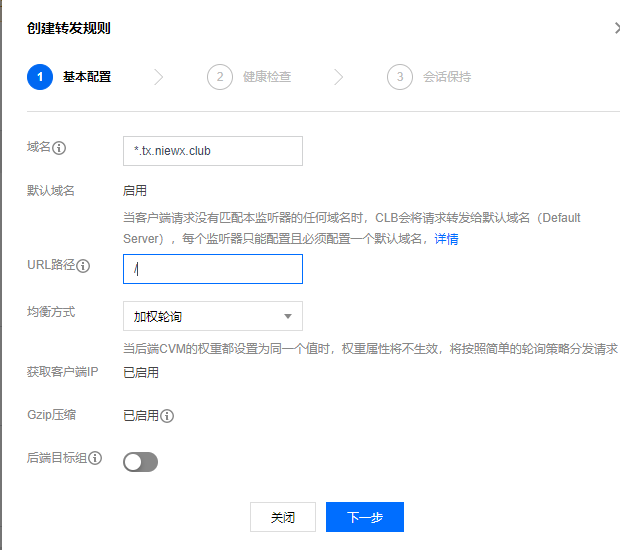 创建转发规则
1 基本配置 2 健康检查 3 会话保持
域名 *.tx.niewx.club
默认域名 启用
当客户端请求没有匹配本监听器的任何域名时，CLB会将请求转发给默认域名（Default
Server），每个监听器只能配置且必须配置一个默认域名，详情
URL路径 /
均衡方式 加权轮询
当后端CVM的权重都设置为同一个值时，权重属性将不生效，将按照简单的轮询策略分发请求
获取客户端IP 已启用
Gzip压缩 已启用
后端目标组
关闭 下一步